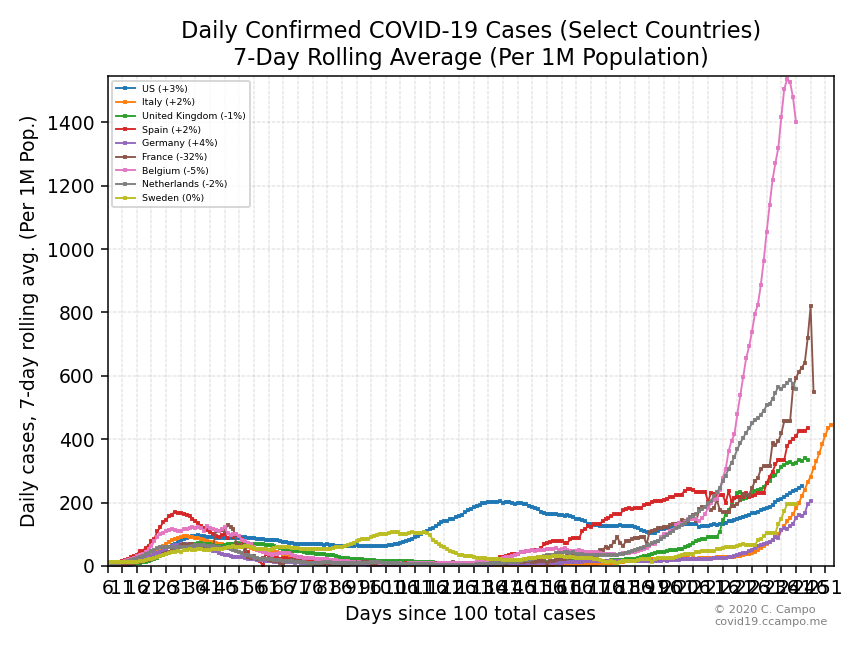 Daily Confirmed COVID-19 Cases (Select Countries)
7-Day Rolling Average (Per 1M Population)
US (+3%)
Italy (+2%)
United Kingdom (-1%)
Spain (+2%)
Germany (+4%)
France (-32%)
Belgium (-5%)
Netherlands (-2%)
Sweden (0%)
Daily cases, 7-day rolling avg. (Per 1M Pop.)
1400
1200
1000
800
600
400
200
0
Days since 100 total cases
© 2020 C. Campo
covid19.ccampo.me